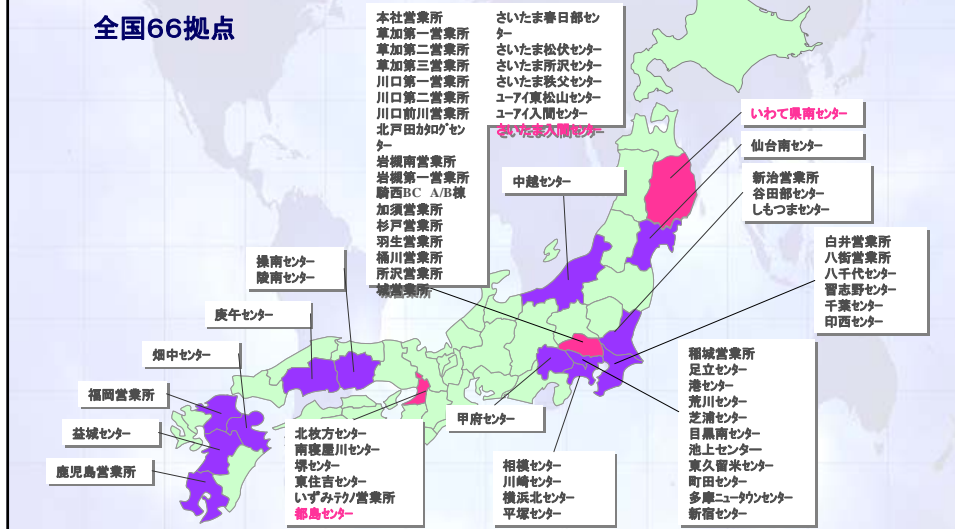 全国66拠点
本社営業所
草加第一営業所
草加第二営業所
草加第三営業所
川口第一営業所
川口第二営業所
川口前川営業所
北戸田カタログセン
ター
岩槻南営業所
岩槻第一営業所
騎西BC A/B棟
加須営業所
杉戸営業所
羽生営業所
桶川営業所
所沢営業所
城営業所
さいたま春日部セン
ター
さいたま松伏センター
さいたま所沢センター
さいたま秩父センター
ユーアイ東松山センター
ユーアイ入間センター
さいたま入間センター
いわて県南センター
仙台南センター
新治営業所
谷田部センター
しもつまセンター
中越センター
白井営業所
八街営業所
八千代センター
習志野センター
千葉センター
印西センター
操南センター
陵南センター
庚午センター
畑中センター
福岡営業所
益城センター
鹿児島営業所
甲府センター
北枚方センター
南寝屋川センター
堺センター
東住吉センター
いずみテクノ営業所
都島センター
相模センター
川崎センター
横浜北センター
平塚センター
稲城営業所
足立センター
港センター
荒川センター
芝浦センター
目黒南センター
池上センター
東久留米センター
町田センター
多摩ニュータウンセンター
新宿センター